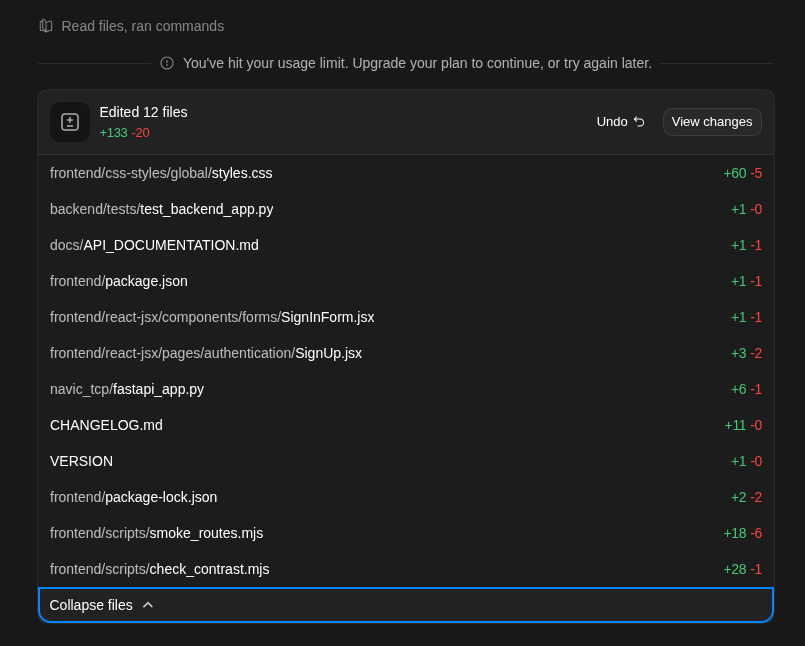 Read files, ran commands
You've hit your usage limit. Upgrade your plan to continue, or try again later.
Edited 12 files
+133 -20
Undo
View changes
frontend/css-styles/global/styles.css +60 -5
backend/tests/test_backend_app.py +1 -0
docs/API_DOCUMENTATION.md +1 -1
frontend/package.json +1 -1
frontend/react-jsx/components/forms/SignInForm.jsx +1 -1
frontend/react-jsx/pages/authentication/SignUp.jsx +3 -2
navic_tcp/fastapi_app.py +6 -1
CHANGELOG.md +11 -0
VERSION +1 -0
frontend/package-lock.json +2 -2
frontend/scripts/smoke_routes.mjs +18 -6
frontend/scripts/check_contrast.mjs +28 -1
Collapse files